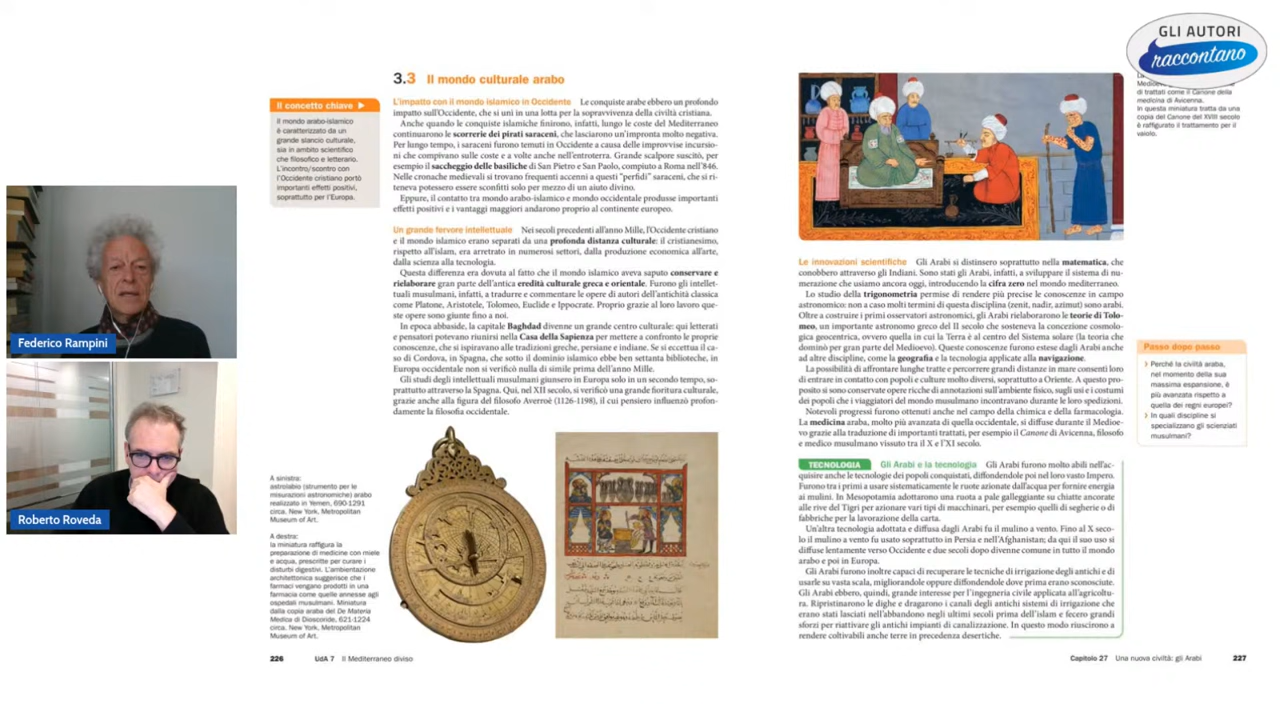 GLI AUTORI
raccontano
Federico Rampini
Roberto Roveda
3.3 Il mondo culturale arabo
Il concetto chiave
Il mondo arabo-islamico
è caratterizzato da un
grande slancio culturale,
sia in ambito scientifico
che filosofico e letterario.
L'incontro/scontro con
l'Occidente cristiano portò
importanti effetti positivi,
soprattutto per l'Europa.
L'impatto con il mondo islamico in Occidente Le conquiste arabe ebbero un profondo
impatto sull'Occidente, che si unì in una lotta per la sopravvivenza della civiltà cristiana.
Anche quando le conquiste islamiche finirono, infatti, lungo le coste del Mediterraneo
continuarono le scorrerie dei pirati saraceni, che lasciarono un'impronta molto negativa.
Per lungo tempo, i saraceni furono temuti in Occidente a causa delle improvvise incursio-
ni che compivano sulle coste e a volte anche nell'entroterra. Grande scalpore suscitò, per
esempio il saccheggio delle basiliche di San Pietro e San Paolo, compiuto a Roma nell'846.
Nelle cronache medievali si trovano frequenti accenni a questi "perfidi" saraceni, che si ri-
teneva potessero essere sconfitti solo per mezzo di un aiuto divino.
Eppure, il contatto tra mondo arabo-islamico e mondo occidentale produsse importanti
effetti positivi e i vantaggi maggiori andarono proprio al continente europeo.
Un grande fervore intellettuale Nei secoli precedenti all'anno Mille, l'Occidente cristiano
e il mondo islamico erano separati da una profonda distanza culturale: il cristianesimo,
rispetto all'islam, era arretrato in numerosi settori, dalla produzione economica all'arte,
dalla scienza alla tecnologia.
Questa differenza era dovuta al fatto che il mondo islamico aveva saputo conservare e
rielaborare gran parte dell'antica eredità culturale greca e orientale. Furono gli intellet-
tuali musulmani, infatti, a tradurre e commentare le opere di autori dell'antichità classica
come Platone, Aristotele, Tolomeo, Euclide e Ippocrate. Proprio grazie al loro lavoro que-
ste opere sono giunte fino a noi.
In epoca abbaside, la capitale Baghdad divenne un grande centro culturale: qui letterati
e pensatori potevano riunirsi nella Casa della Sapienza per mettere a confronto le proprie
conoscenze, che si ispiravano alle tradizioni greche, persiane e indiane. Se si eccettua il ca-
so di Cordova, in Spagna, che sotto il dominio islamico ebbe ben settanta biblioteche, in
Europa occidentale non si verificò nulla di simile prima dell'anno Mille.
Gli studi degli intellettuali musulmani giunsero in Europa solo in un secondo tempo, so-
prattutto attraverso la Spagna. Qui, nel XII secolo, si verificò una grande fioritura culturale,
grazie anche alla figura del filosofo Averroè (1126-1198), il cui pensiero influenzò profon-
damente la filosofia occidentale.
A sinistra:
astrolabio (strumento per le
misurazioni astronomiche) arabo
realizzato in Yemen, 690-1291
circa. New York, Metropolitan
Museum of Art.
A destra:
la miniatura raffigura la
preparazione di medicine con miele
e acqua, prescritte per curare i
disturbi digestivi. L'ambientazione
architettonica suggerisce che i
farmaci vengano prodotti in una
farmacia come quelle annesse agli
ospedali musulmani. Miniatura
dalla copia araba del De Materia
Medica di Dioscoride, 621-1224
circa. New York, Metropolitan
Museum of Art.
226 UdA 7 Il Mediterraneo diviso
di trattati come il Canone della
medicina di Avicenna.
In questa miniatura tratta da una
copia del Canone del XVIII secolo
è raffigurato il trattamento per il
vaiolo.
Le innovazioni scientifiche Gli Arabi si distinsero soprattutto nella matematica, che
conobbero attraverso gli Indiani. Sono stati gli Arabi, infatti, a sviluppare il sistema di nu-
merazione che usiamo ancora oggi, introducendo la cifra zero nel mondo mediterraneo.
Lo studio della trigonometria permise di rendere più precise le conoscenze in campo
astronomico: non a caso molti termini di questa disciplina (zenit, nadir, azimut) sono arabi.
Oltre a costruire i primi osservatori astronomici, gli Arabi rielaborarono le teorie di Tolo-
meo, un importante astronomo greco del II secolo che sosteneva la concezione cosmolo-
gica geocentrica, ovvero quella in cui la Terra è al centro del Sistema solare (la teoria che
dominò per gran parte del Medioevo). Queste conoscenze furono estese dagli Arabi anche
ad altre discipline, come la geografia e la tecnologia applicate alla navigazione.
La possibilità di affrontare lunghe tratte e percorrere grandi distanze in mare consentì loro
di entrare in contatto con popoli e culture molto diversi, soprattutto a Oriente. A questo pro-
posito si sono conservate opere ricche di annotazioni sull'ambiente fisico, sugli usi e costumi
dei popoli che i viaggiatori del mondo musulmano incontravano durante le loro spedizioni.
Notevoli progressi furono ottenuti anche nel campo della chimica e della farmacologia.
La medicina araba, molto più avanzata di quella occidentale, si diffuse durante il Medioe-
vo grazie alla traduzione di importanti trattati, per esempio il Canone di Avicenna, filosofo
e medico musulmano vissuto tra il X e l'XI secolo.
Passo dopo passo
Perché la civiltà araba,
nel momento della sua
massima espansione, è
più avanzata rispetto a
quella dei regni europei?
In quali discipline si
specializzano gli scienziati
musulmani?
TECNOLOGIA Gli Arabi e la tecnologia Gli Arabi furono molto abili nell'ac-
quisire anche le tecnologie dei popoli conquistati, diffondendole poi nel loro vasto Impero.
Furono tra i primi a usare sistematicamente le ruote azionate dall'acqua per fornire energia
ai mulini. In Mesopotamia adottarono una ruota a pale galleggiante su chiatte ancorate
alle rive del Tigri per azionare vari tipi di macchinari, per esempio quelli di segherie o di
fabbriche per la lavorazione della carta.
Un'altra tecnologia adottata e diffusa dagli Arabi fu il mulino a vento. Fino al X seco-
lo il mulino a vento fu usato soprattutto in Persia e nell'Afghanistan; da qui il suo uso si
diffuse lentamente verso Occidente e due secoli dopo divenne comune in tutto il mondo
arabo e poi in Europa.
Gli Arabi furono inoltre capaci di recuperare le tecniche di irrigazione degli antichi e di
usarle su vasta scala, migliorandole oppure diffondendole dove prima erano sconosciute.
Gli Arabi ebbero, quindi, grande interesse per l'ingegneria civile applicata all'agricoltu-
ra. Ripristinarono le dighe e dragarono i canali degli antichi sistemi di irrigazione che
erano stati lasciati nell'abbandono negli ultimi secoli prima dell'islam e fecero grandi
sforzi per riattivare gli antichi impianti di canalizzazione. In questo modo riuscirono a
rendere coltivabili anche terre in precedenza desertiche.
Capitolo 27 Una nuova civiltà: gli Arabi 227